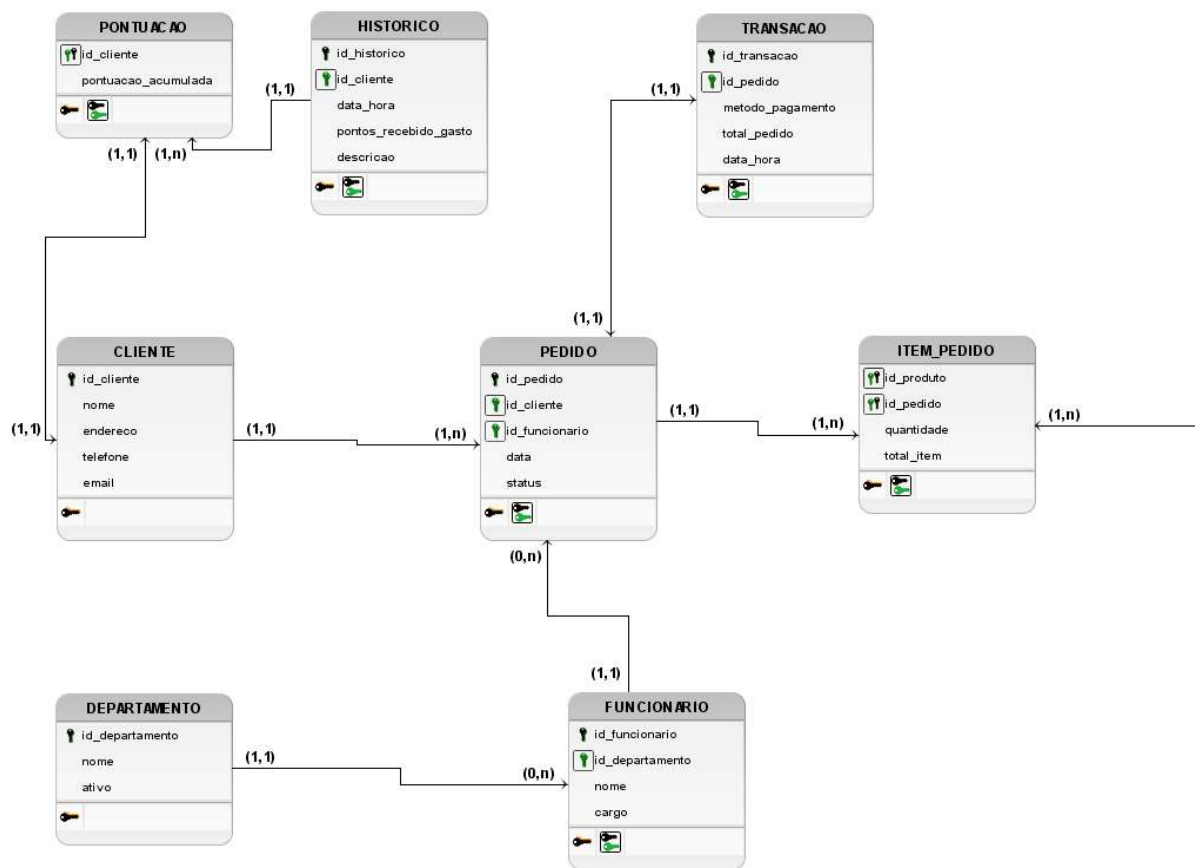 PONTUACAO
id_cliente
pontuacao_acumulada
(1,1)
(1,n)
HISTORICO
id_historico
id_cliente
data_hora
pontos_recebido_gasto
descricao
(1,1)
TRANSACAO
id_transacao
id_pedido
metodo_pagamento
total_pedido
data_hora
(1,1)
(1,1)
CLIENTE
id_cliente
nome
endereco
telefone
email
(1,1)
(1,1)
(1,n)
PEDIDO
id_pedido
id_cliente
id_funcionario
data
status
(1,1)
(1,n)
(0,n)
ITEM_PEDIDO
id_produto
id_pedido
quantidade
total_item
(1,n)
DEPARTAMENTO
id_departamento
nome
ativo
(1,1)
(0,n)
(1,1)
FUNCIONARIO
id_funcionario
id_departamento
nome
cargo